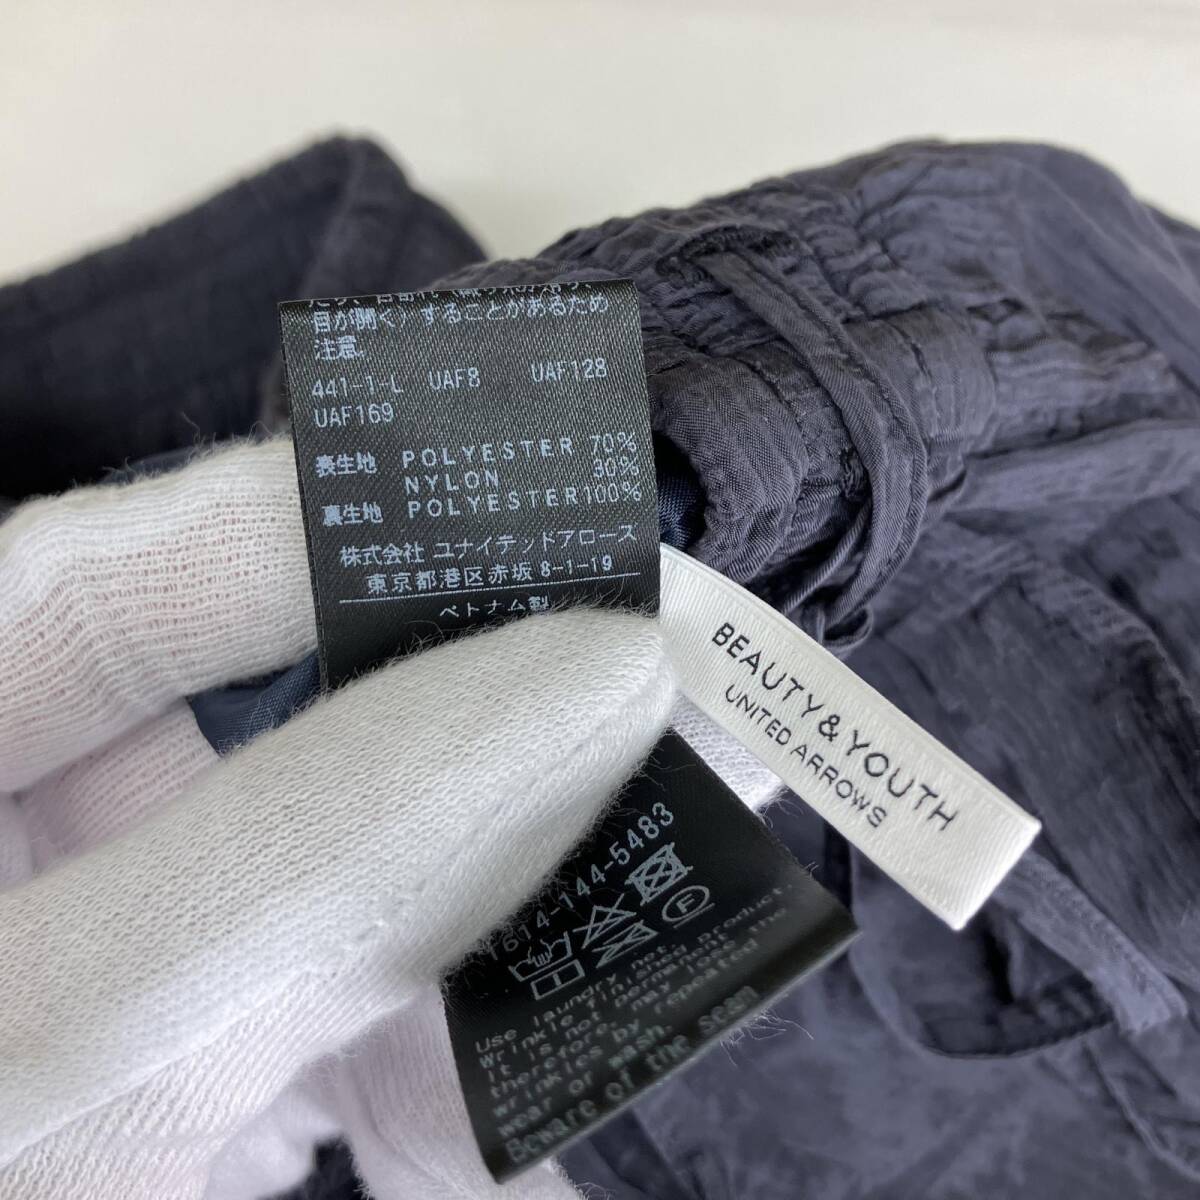 目が開く）することがあるため
注意。
441-1-L UAF8 UAF128
UAF169
表生地 POLYESTER 70%
NYLON 30%
裏生地 POLYESTER100%
株式会社 ユナイテッドアローズ
東京都港区赤坂 8-1-19
ベトナム製
BEAUTY&YOUTH
UNITED ARROWS
1614-144-5483
F
Use laundry net.
Wrinkle finished product.
It is not permanent
therefore, may lose the
wrinkles by repeated
wear or wash.
Beware of the seam